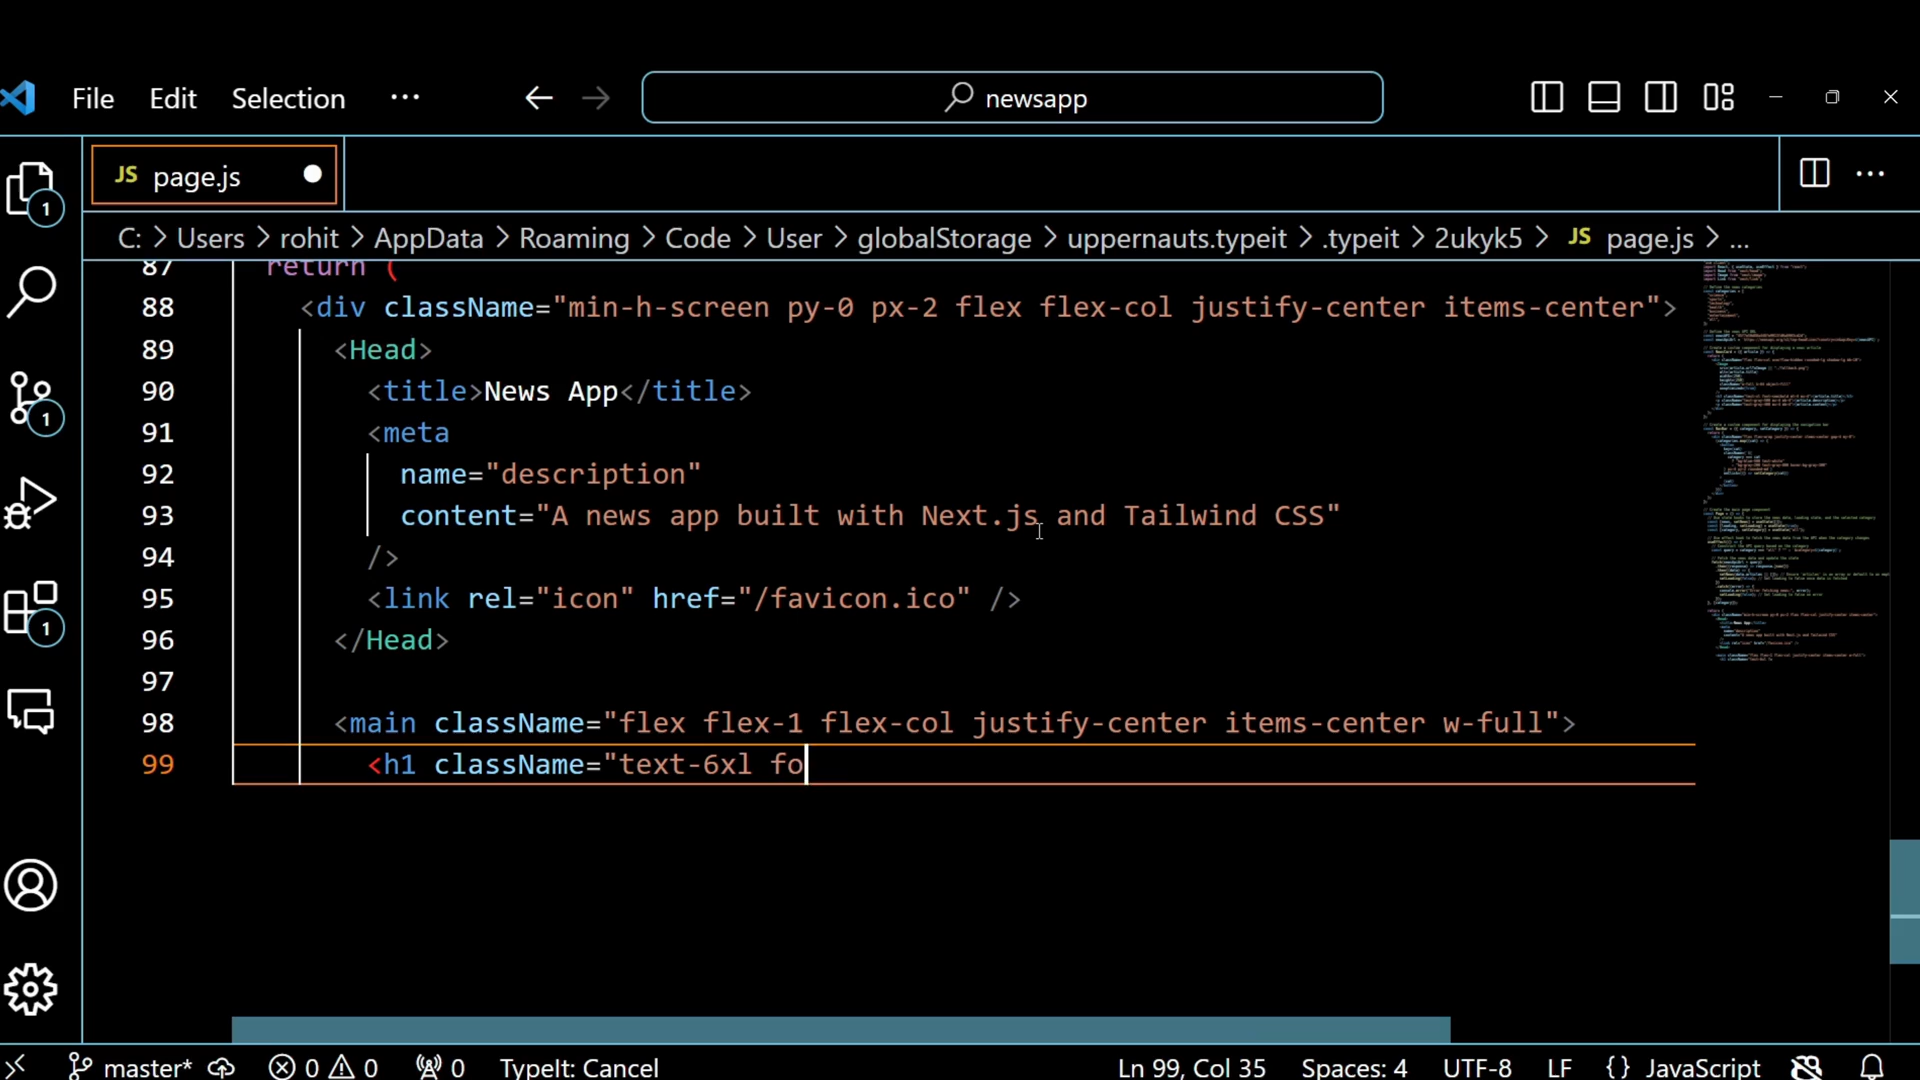 File Edit Selection ··· newsapp
JS page.js
C: > Users > rohit > AppData > Roaming > Code > User > globalStorage > uppernauts.typeit > .typeit > 2ukyk5 > JS page.js > ...
87 return (
88 <div className="min-h-screen py-0 px-2 flex flex-col justify-center items-center">
89 <Head>
90 <title>News App</title>
91 <meta
92 name="description"
93 content="A news app built with Next.js and Tailwind CSS"
94 />
95 <link rel="icon" href="/favicon.ico" />
96 </Head>
97
98 <main className="flex flex-1 flex-col justify-center items-center w-full">
99 <h1 className="text-6xl fo
1
1
1
master* 0 0 0 TypeIt: Cancel Ln 99, Col 35 Spaces: 4 UTF-8 LF {} JavaScript